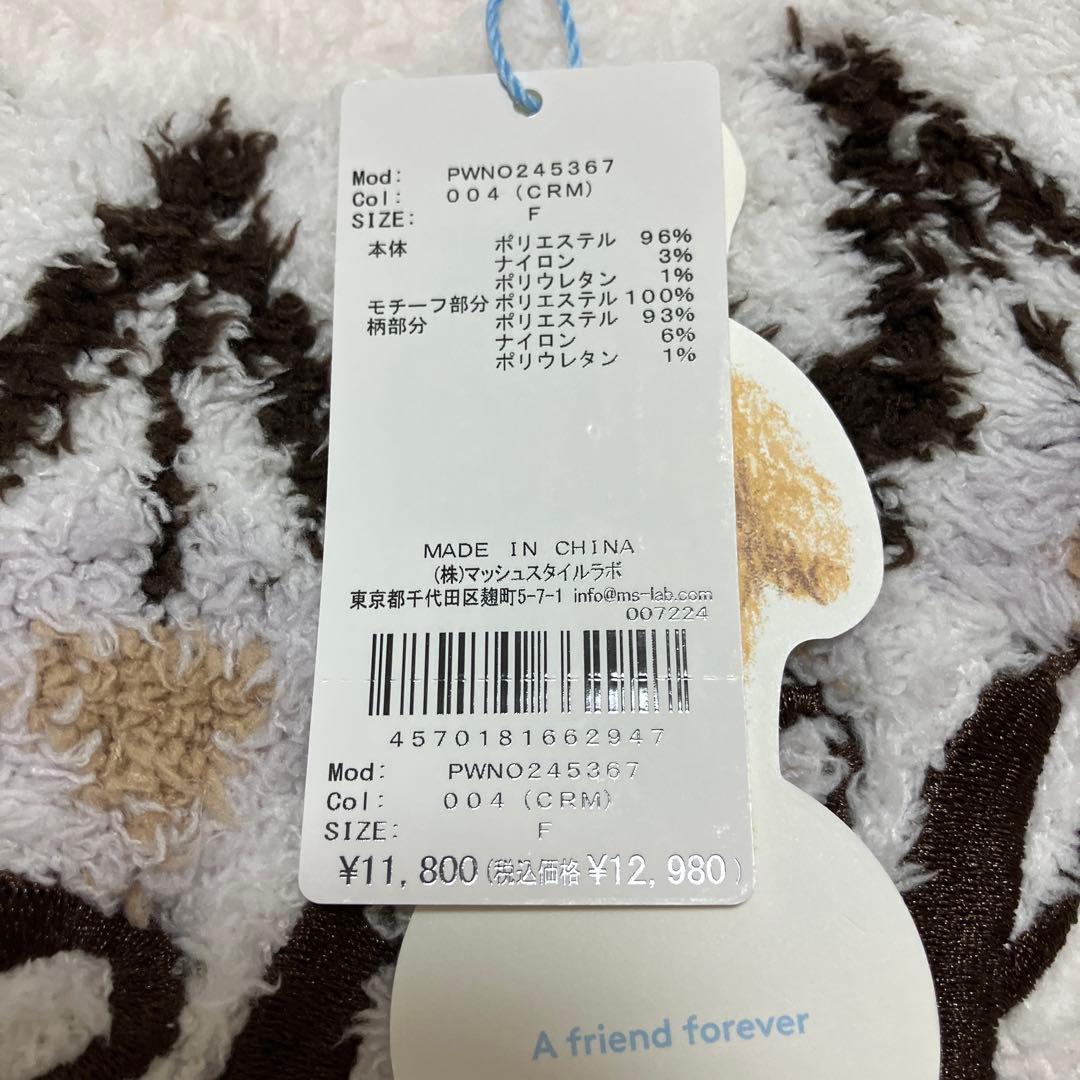 Mod: PWNO245367
Col: 004 (CRM)
SIZE: F
本体 ポリエステル 96%
ナイロン 3%
ポリウレタン 1%
モチーフ部分 ポリエステル 100%
柄部分 ポリエステル 93%
ナイロン 6%
ポリウレタン 1%
MADE IN CHINA
(株)マッシュスタイルラボ
東京都千代田区麹町5-7-1 info@ms-lab.com
007224
4570181662947
Mod: PWNO245367
Col: 004 (CRM)
SIZE: F
¥11,800(税込価格¥12,980)
A friend forever